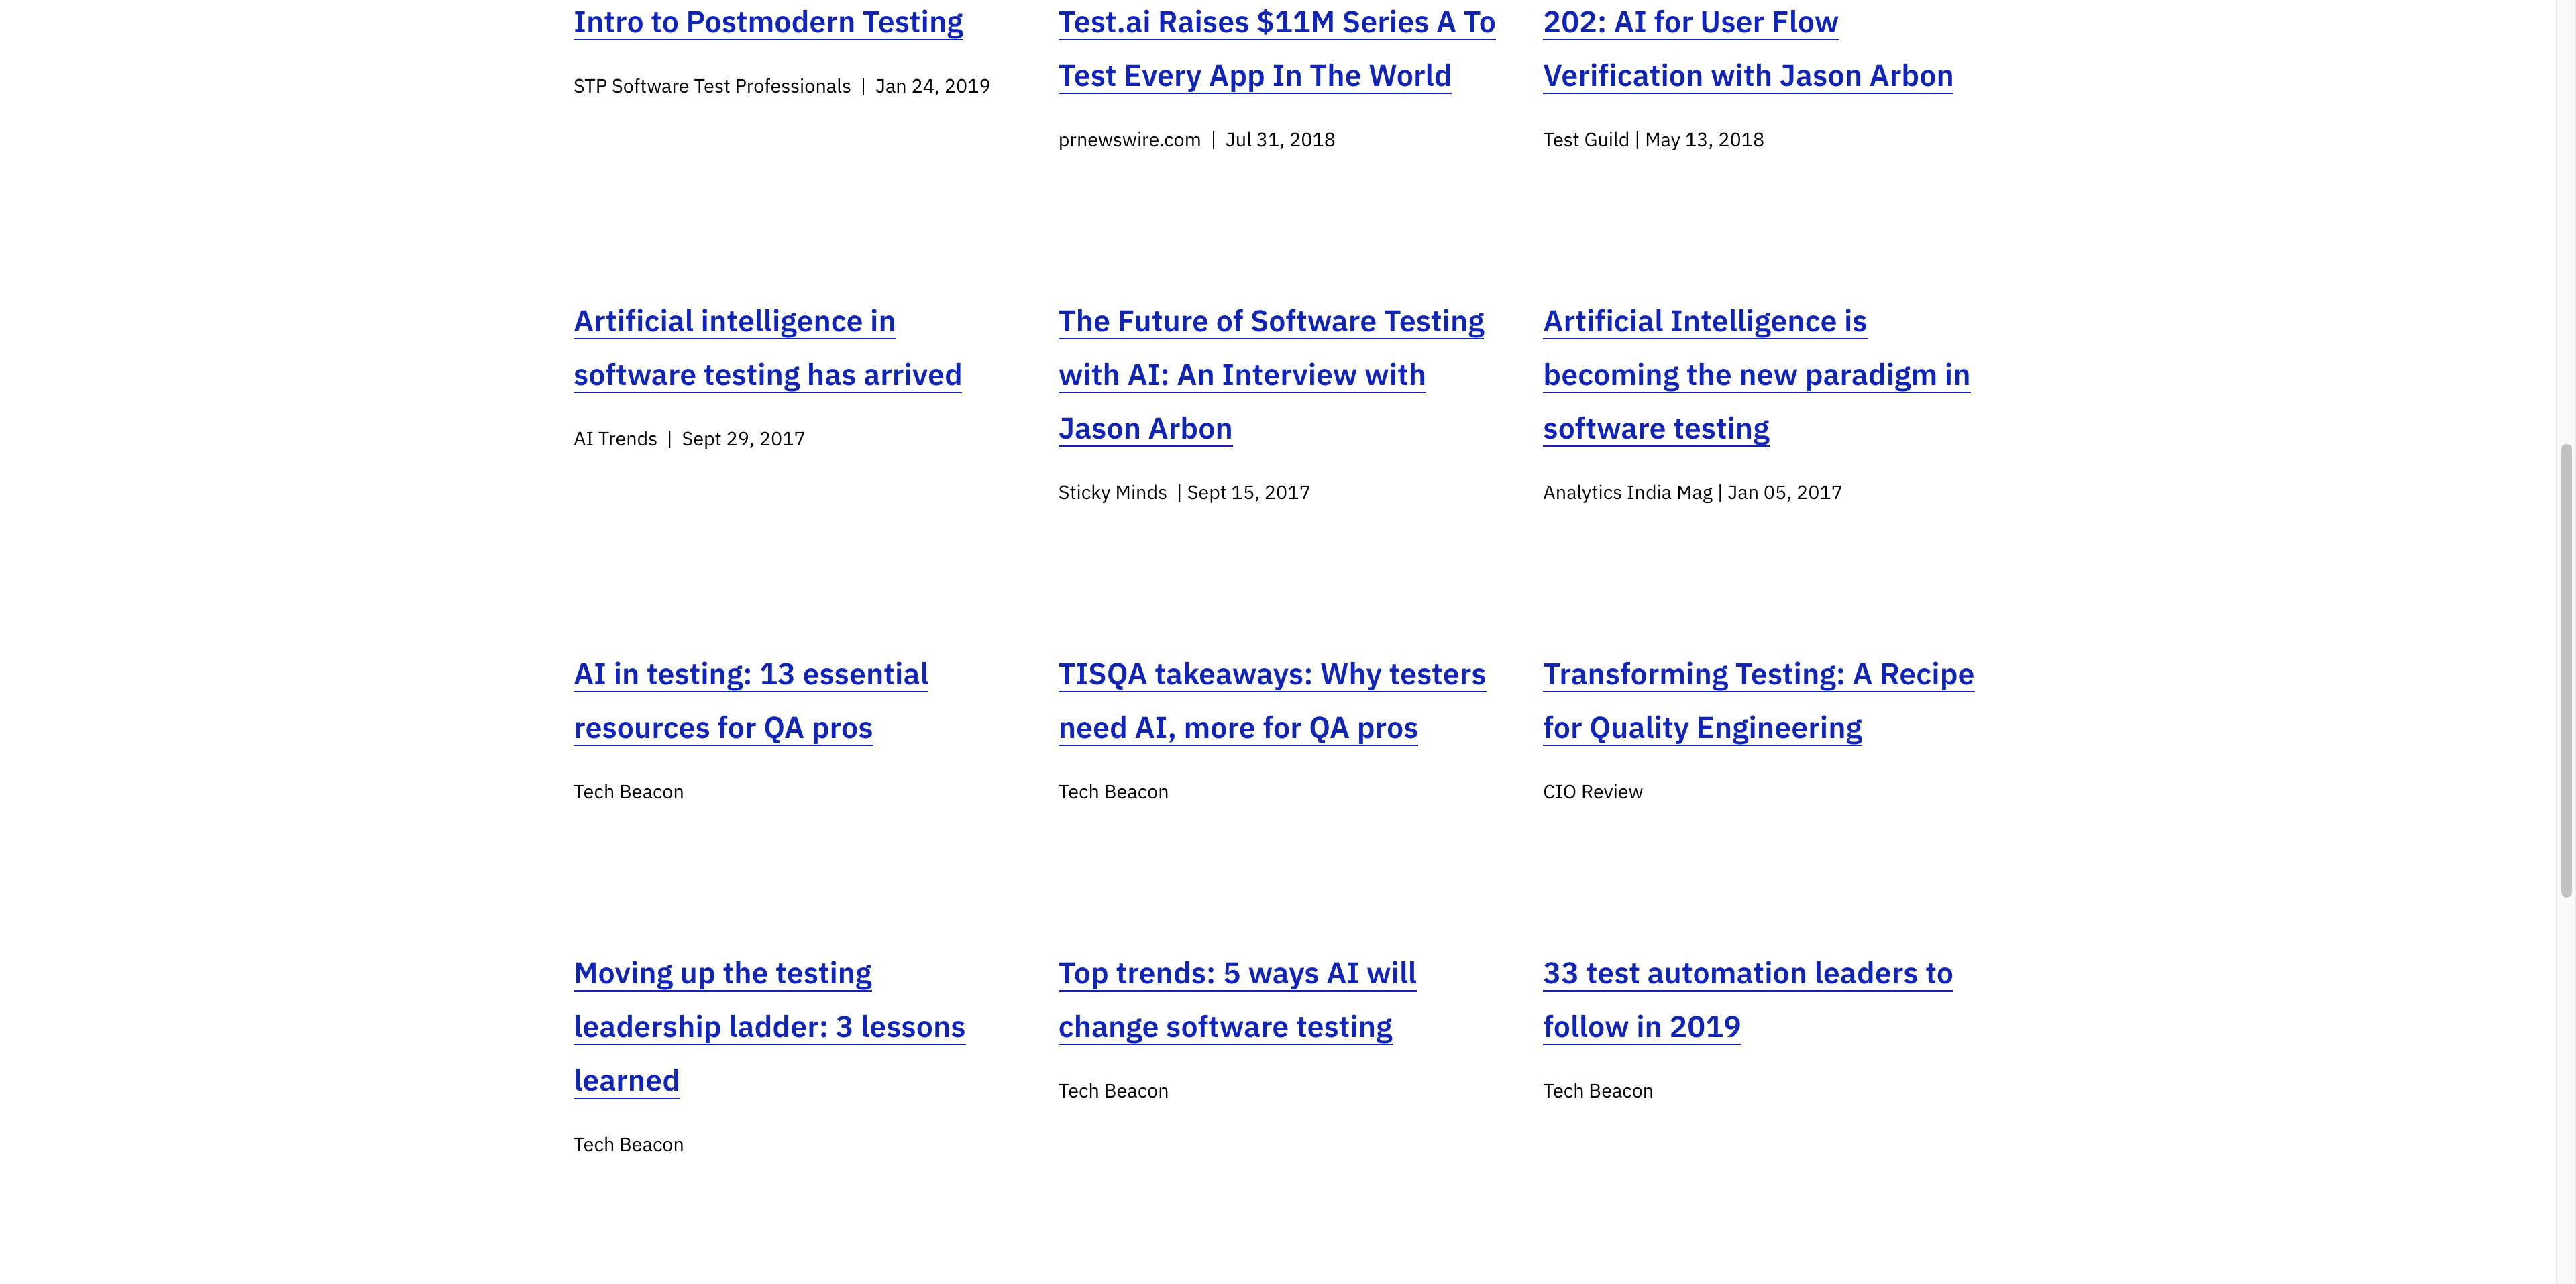 Intro to Postmodern Testing
STP Software Test Professionals | Jan 24, 2019
Test.ai Raises $11M Series A To
Test Every App In The World
prnewswire.com | Jul 31, 2018
202: AI for User Flow
Verification with Jason Arbon
Test Guild | May 13, 2018
Artificial intelligence in
software testing has arrived
AI Trends | Sept 29, 2017
The Future of Software Testing
with AI: An Interview with
Jason Arbon
Sticky Minds | Sept 15, 2017
Artificial Intelligence is
becoming the new paradigm in
software testing
Analytics India Mag | Jan 05, 2017
AI in testing: 13 essential
resources for QA pros
Tech Beacon
TISQA takeaways: Why testers
need AI, more for QA pros
Tech Beacon
Transforming Testing: A Recipe
for Quality Engineering
CIO Review
Moving up the testing
leadership ladder: 3 lessons
learned
Tech Beacon
Top trends: 5 ways AI will
change software testing
Tech Beacon
33 test automation leaders to
follow in 2019
Tech Beacon